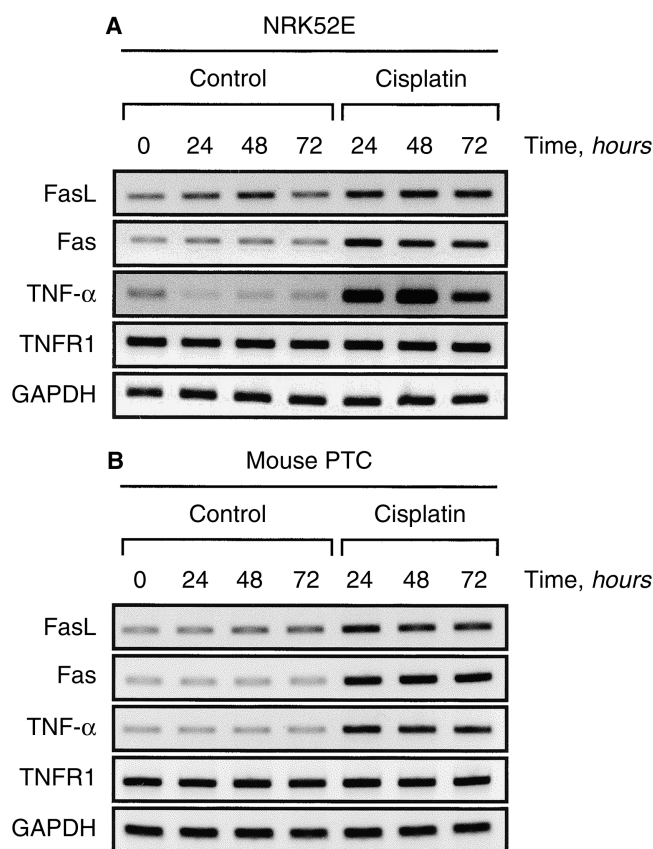 A NRK52E
Control Cisplatin
0 24 48 72 24 48 72 Time, hours
FasL
Fas
TNF-α
TNFR1
GAPDH
B Mouse PTC
Control Cisplatin
0 24 48 72 24 48 72 Time, hours
FasL
Fas
TNF-α
TNFR1
GAPDH